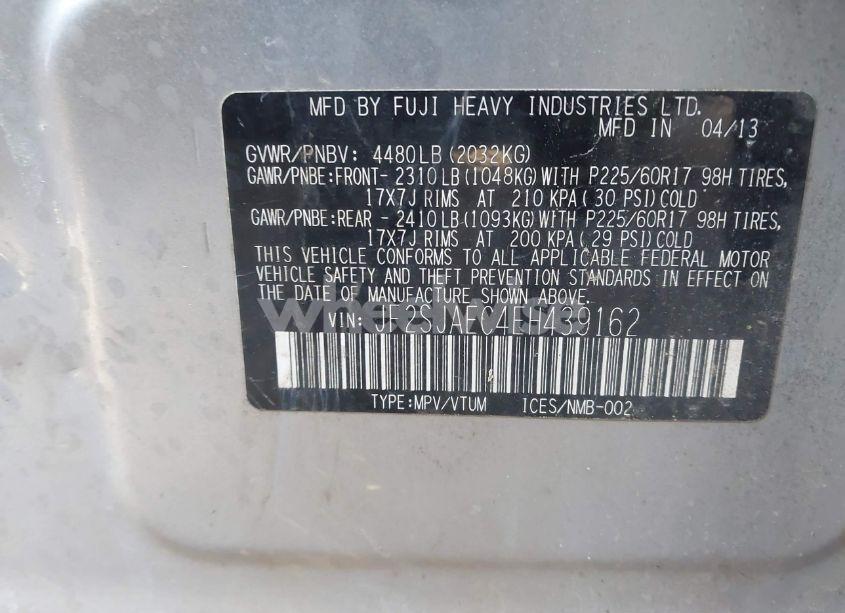 MFD BY FUJI HEAVY INDUSTRIES LTD.
MFD IN 04/13
GVWR/PNBV: 4480LB(2032KG)
GAWR/PNBE:FRONT- 2310LB(1048KG)WITH P225/60R17 98H TIRES,
17X7J RIMS AT 210 KPA(30 PSI)COLD
GAWR/PNBE:REAR - 2410LB(1093KG)WITH P225/60R17 98H TIRES,
17X7J RIMS AT 200 KPA(29 PSI)COLD
THIS VEHICLE CONFORMS TO ALL APPLICABLE FEDERAL MOTOR
VEHICLE SAFETY AND THEFT PREVENTION STANDARDS IN EFFECT ON
THE DATE OF MANUFACTURE SHOWN ABOVE.
VIN: JF2SJAFC4EH439162
TYPE:MPV/VTUM ICES/NMB-002